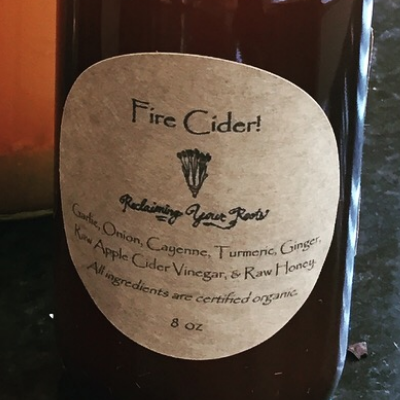 Fire Cider!
Reclaiming Your Roots
Garlic, Onion, Cayenne, Turmeric, Ginger,
Raw Apple Cider Vinegar, & Raw Honey.
All ingredients are certified organic.
8 oz